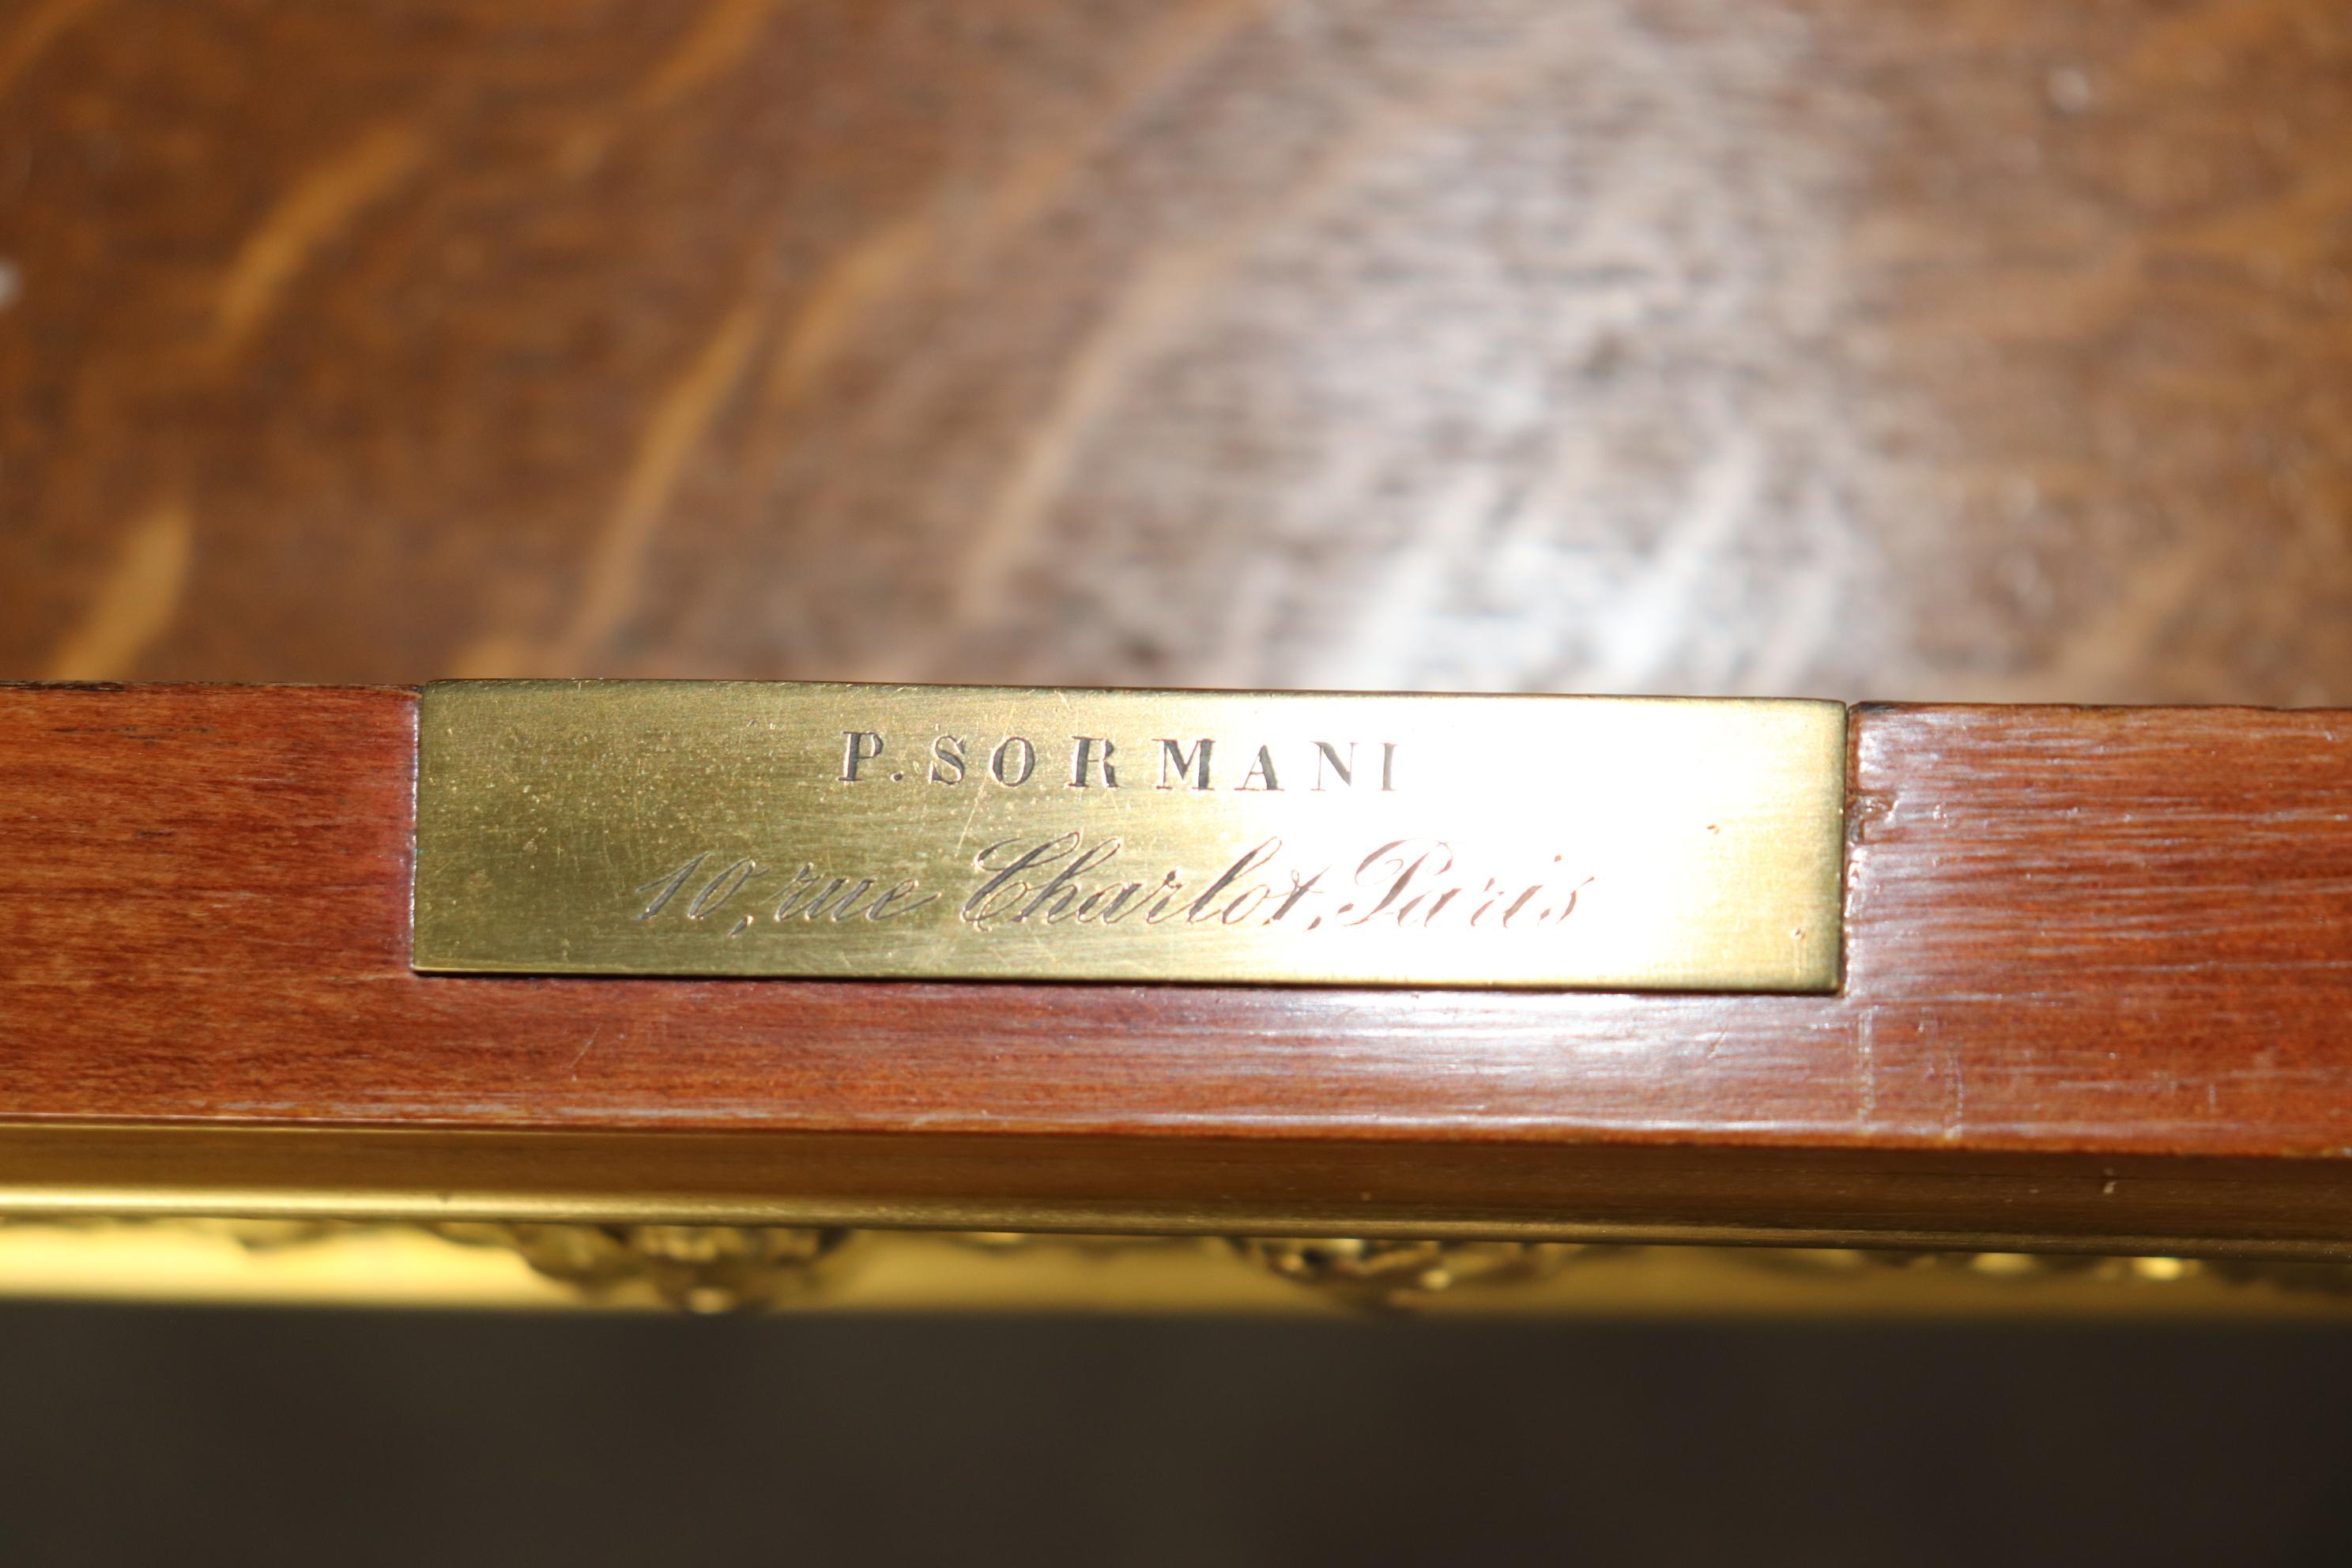 P. SORMANI
10, rue Charlot, Paris